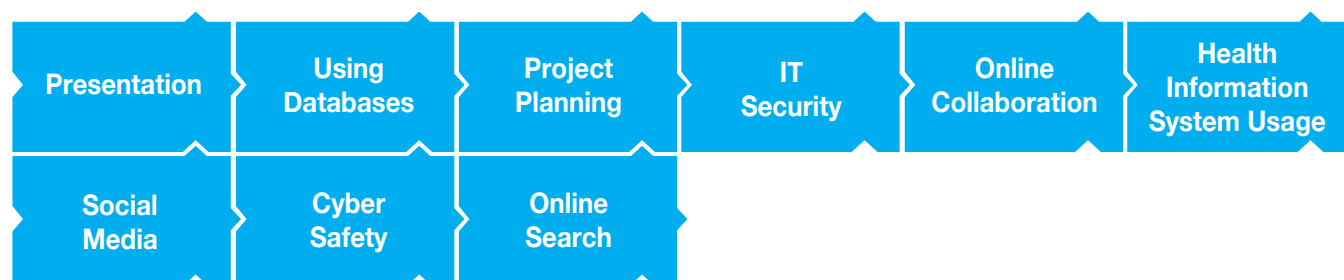 Presentation
Using
Databases
Project
Planning
IT
Security
Online
Collaboration
Health
Information
System Usage
Social
Media
Cyber
Safety
Online
Search